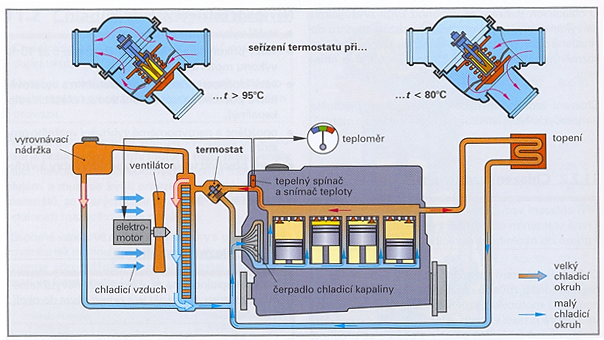 seřízení termostatu při...
...t > 95°C
...t < 80°C
vyrovnávací
nádržka
ventilátor
termostat
teploměr
topení
tepelný spínač
a snímač teploty
elektro-
motor
chladicí vzduch
čerpadlo chladicí kapaliny
velký
chladicí
okruh
malý
chladicí
okruh